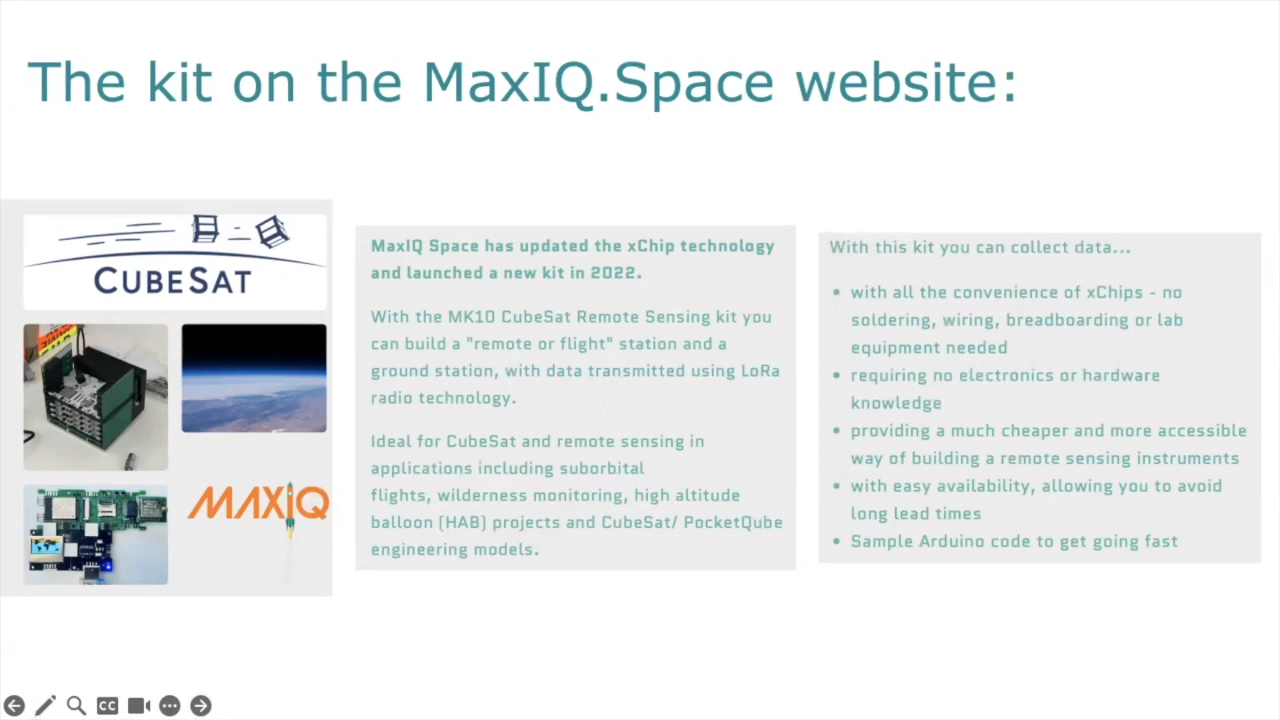 The kit on the MaxIQ.Space website:
CUBESAT
MAXIQ
MaxIQ Space has updated the xChip technology
and launched a new kit in 2022.
With the MK10 CubeSat Remote Sensing kit you
can build a "remote or flight" station and a
ground station, with data transmitted using LoRa
radio technology.
Ideal for CubeSat and remote sensing in
applications including suborbital
flights, wilderness monitoring, high altitude
balloon (HAB) projects and CubeSat/ PocketQube
engineering models.
With this kit you can collect data...
• with all the convenience of xChips - no
soldering, wiring, breadboarding or lab
equipment needed
• requiring no electronics or hardware
knowledge
• providing a much cheaper and more accessible
way of building a remote sensing instruments
• with easy availability, allowing you to avoid
long lead times
• Sample Arduino code to get going fast
CC